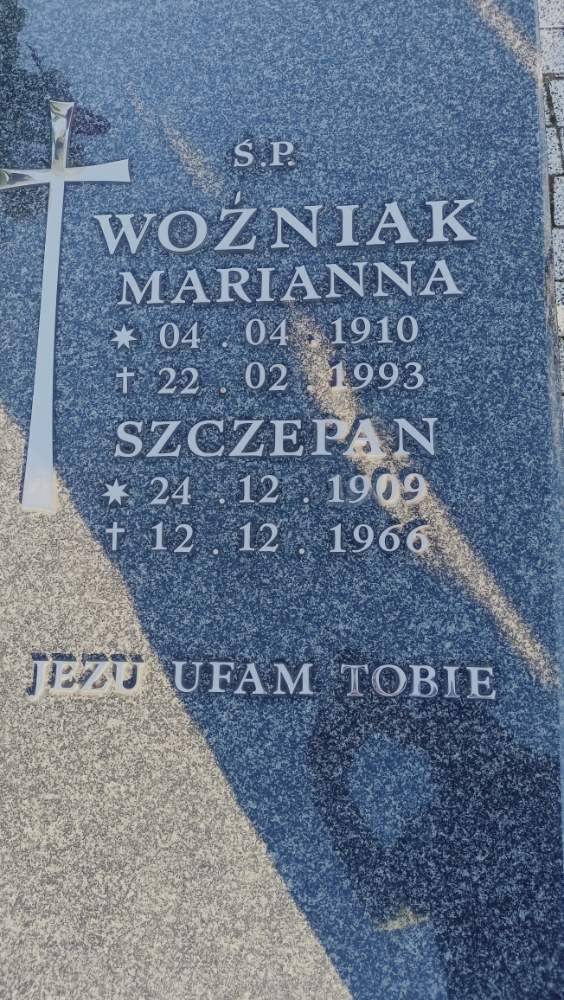 Ś.P.
WOŹNIAK
MARIANNA
✶ 04 . 04 . 1910
† 22 . 02 . 1993
SZCZEPAN
✶ 24 . 12 . 1909
† 12 . 12 . 1966
JEZU UFAM TOBIE